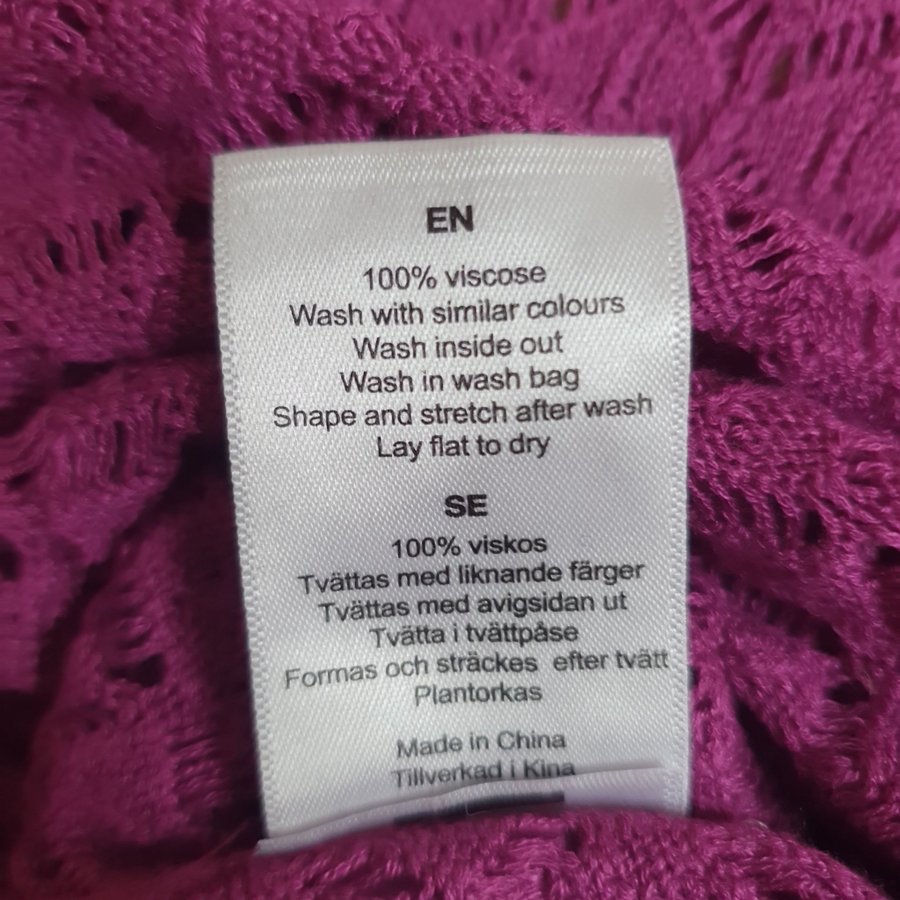 EN
100% viscose
Wash with similar colours
Wash inside out
Wash in wash bag
Shape and stretch after wash
Lay flat to dry
SE
100% viskos
Tvättas med liknande färger
Tvättas med avigsidan ut
Tvätta i tvättpåse
Formas och sträckes efter tvätt
Plantorkas
Made in China
Tillverkad i Kina